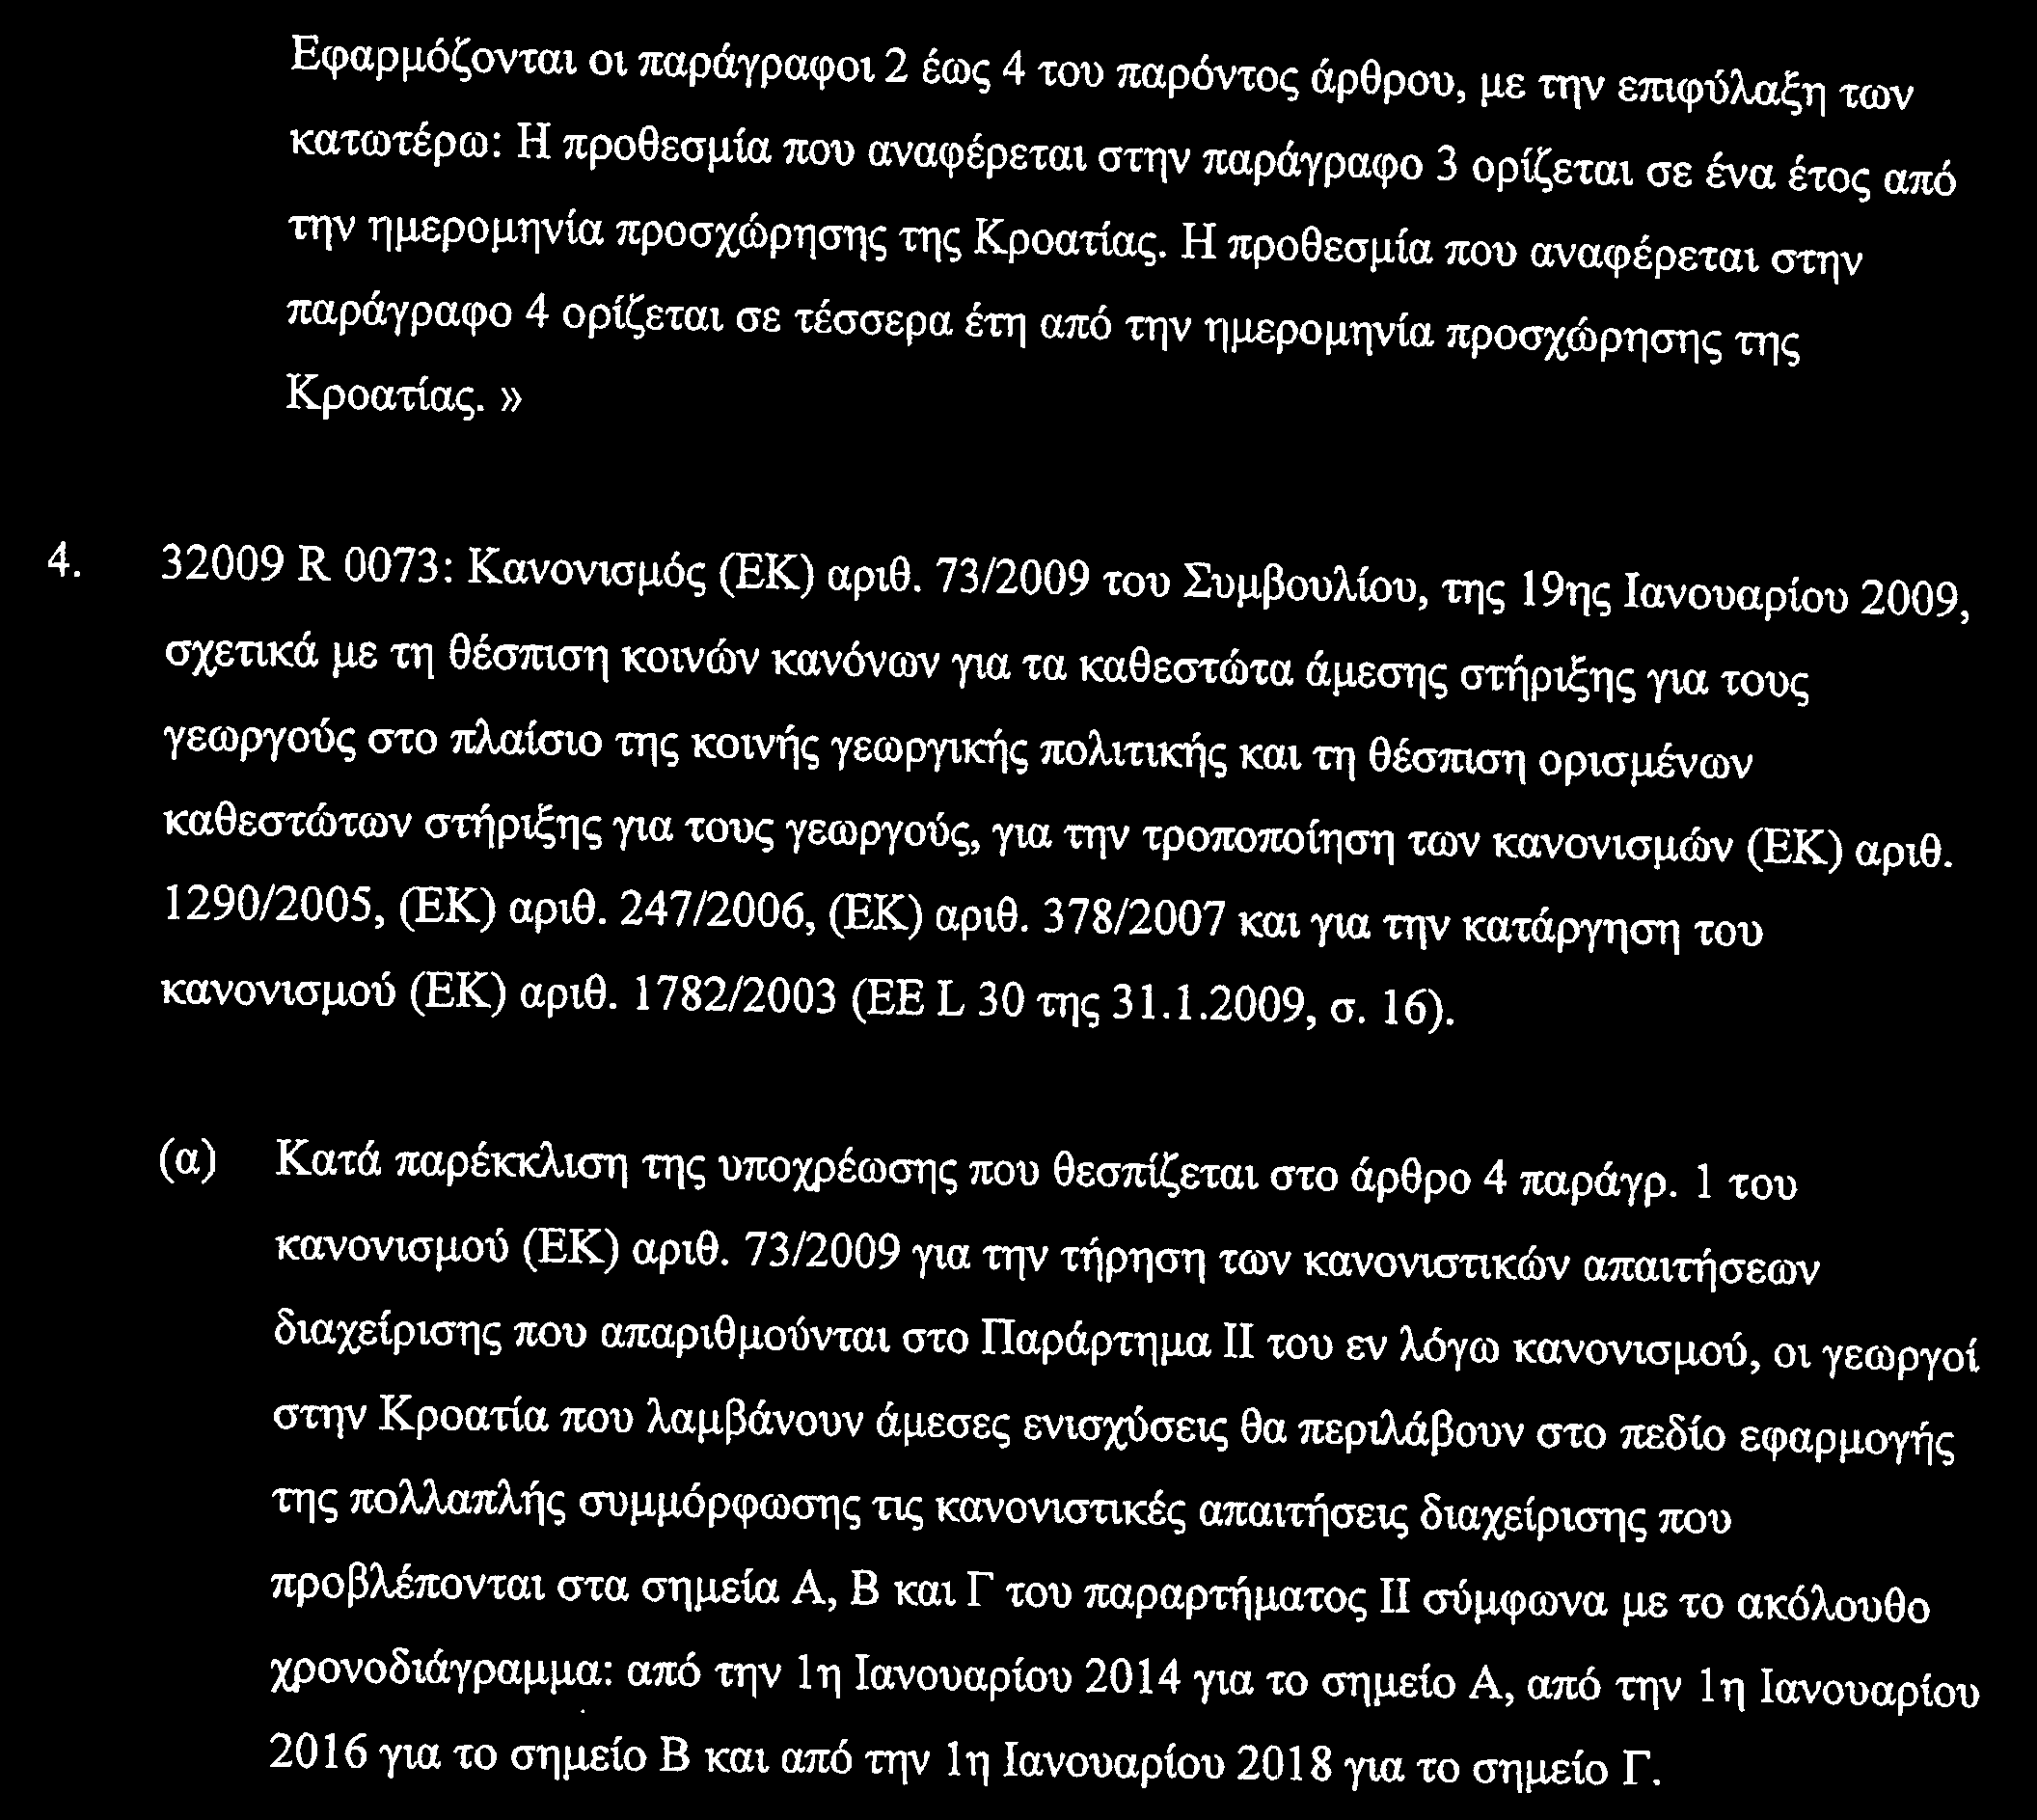 Εφαρμόζονται οι παράγραφοι 2 έως 4 του παρόντος άρθρου, με την επιφύλαξη των
κατωτέρω: Η προθεσμία που αναφέρεται στην παράγραφο 3 ορίζεται σε ένα έτος από
την ημερομηνία προσχώρησης της Κροατίας. Η προθεσμία που αναφέρεται στην
παράγραφο 4 ορίζεται σε τέσσερα έτη από την ημερομηνία προσχώρησης της
Κροατίας. »
4. 32009 R 0073: Κανονισμός (ΕΚ) αριθ. 73/2009 του Συμβουλίου, της 19ης Ιανουαρίου 2009,
σχετικά με τη θέσπιση κοινών κανόνων για τα καθεστώτα άμεσης στήριξης για τους
γεωργούς στο πλαίσιο της κοινής γεωργικής πολιτικής και τη θέσπιση ορισμένων
καθεστώτων στήριξης για τους γεωργούς, για την τροποποίηση των κανονισμών (ΕΚ) αριθ.
1290/2005, (ΕΚ) αριθ. 247/2006, (ΕΚ) αριθ. 378/2007 και για την κατάργηση του
κανονισμού (ΕΚ) αριθ. 1782/2003 (ΕΕ L 30 της 31.1.2009, σ. 16).
(α) Κατά παρέκκλιση της υποχρέωσης που θεσπίζεται στο άρθρο 4 παράγρ. 1 του
κανονισμού (ΕΚ) αριθ. 73/2009 για την τήρηση των κανονιστικών απαιτήσεων
διαχείρισης που απαριθμούνται στο Παράρτημα II του εν λόγω κανονισμού, οι γεωργοί
στην Κροατία που λαμβάνουν άμεσες ενισχύσεις θα περιλάβουν στο πεδίο εφαρμογής
της πολλαπλής συμμόρφωσης τις κανονιστικές απαιτήσεις διαχείρισης που
προβλέπονται στα σημεία Α, Β και Γ του παραρτήματος II σύμφωνα με το ακόλουθο
χρονοδιάγραμμα: από την 1η Ιανουαρίου 2014 για το σημείο Α, από την 1η Ιανουαρίου
2016 για το σημείο Β και από την 1η Ιανουαρίου 2018 για το σημείο Γ.